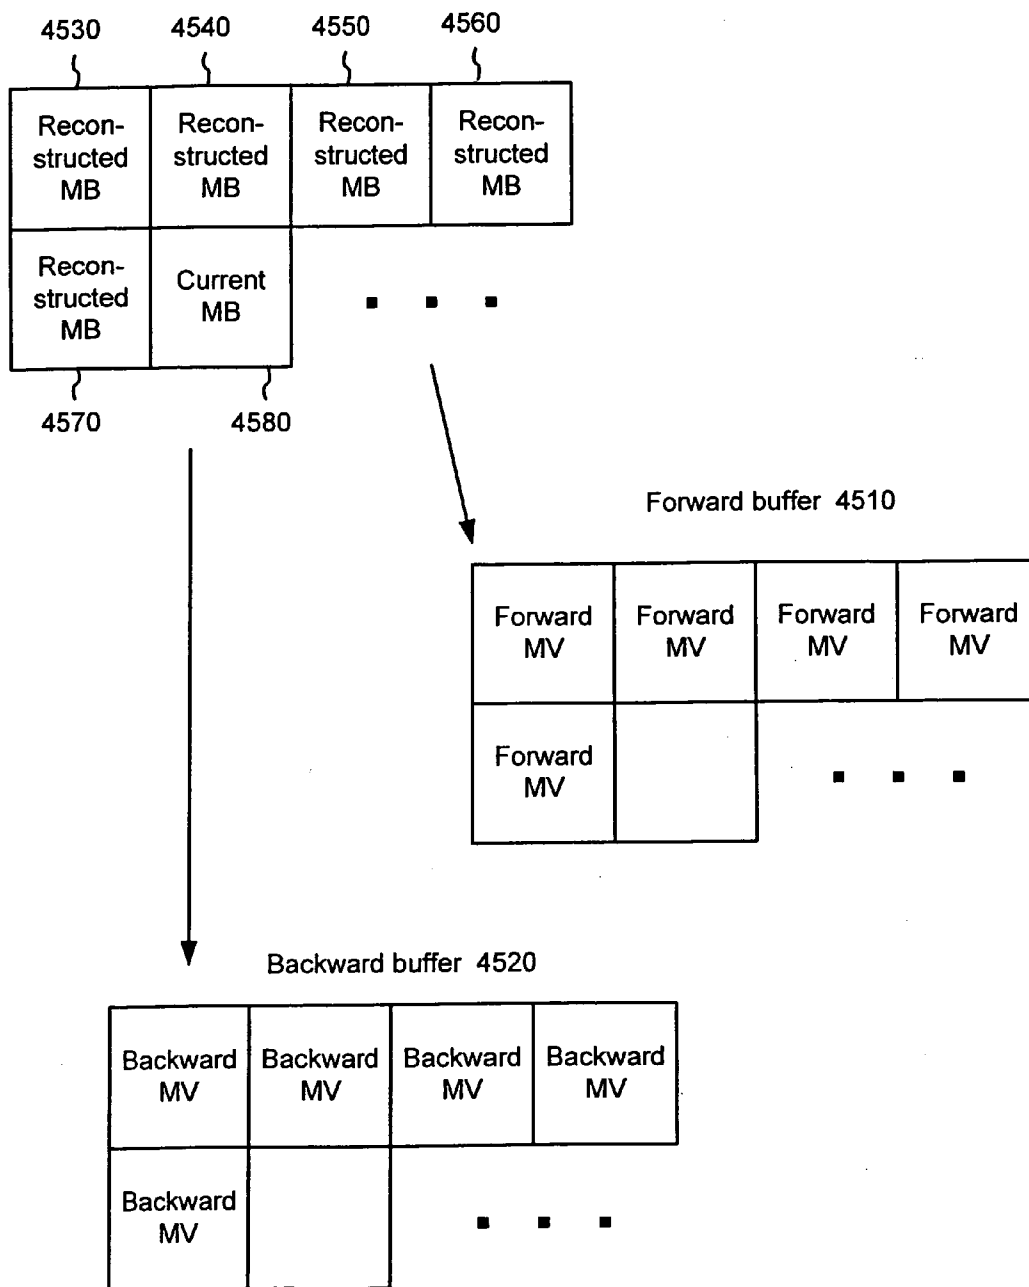 4530 4540 4550 4560
Recon- Recon- Recon- Recon-
structed structed structed structed
MB MB MB MB
Recon- Current
structed MB
MB
4570 4580
Forward buffer 4510
Forward Forward Forward Forward
MV MV MV MV
Forward
MV
Backward buffer 4520
Backward Backward Backward Backward
MV MV MV MV
Backward
MV